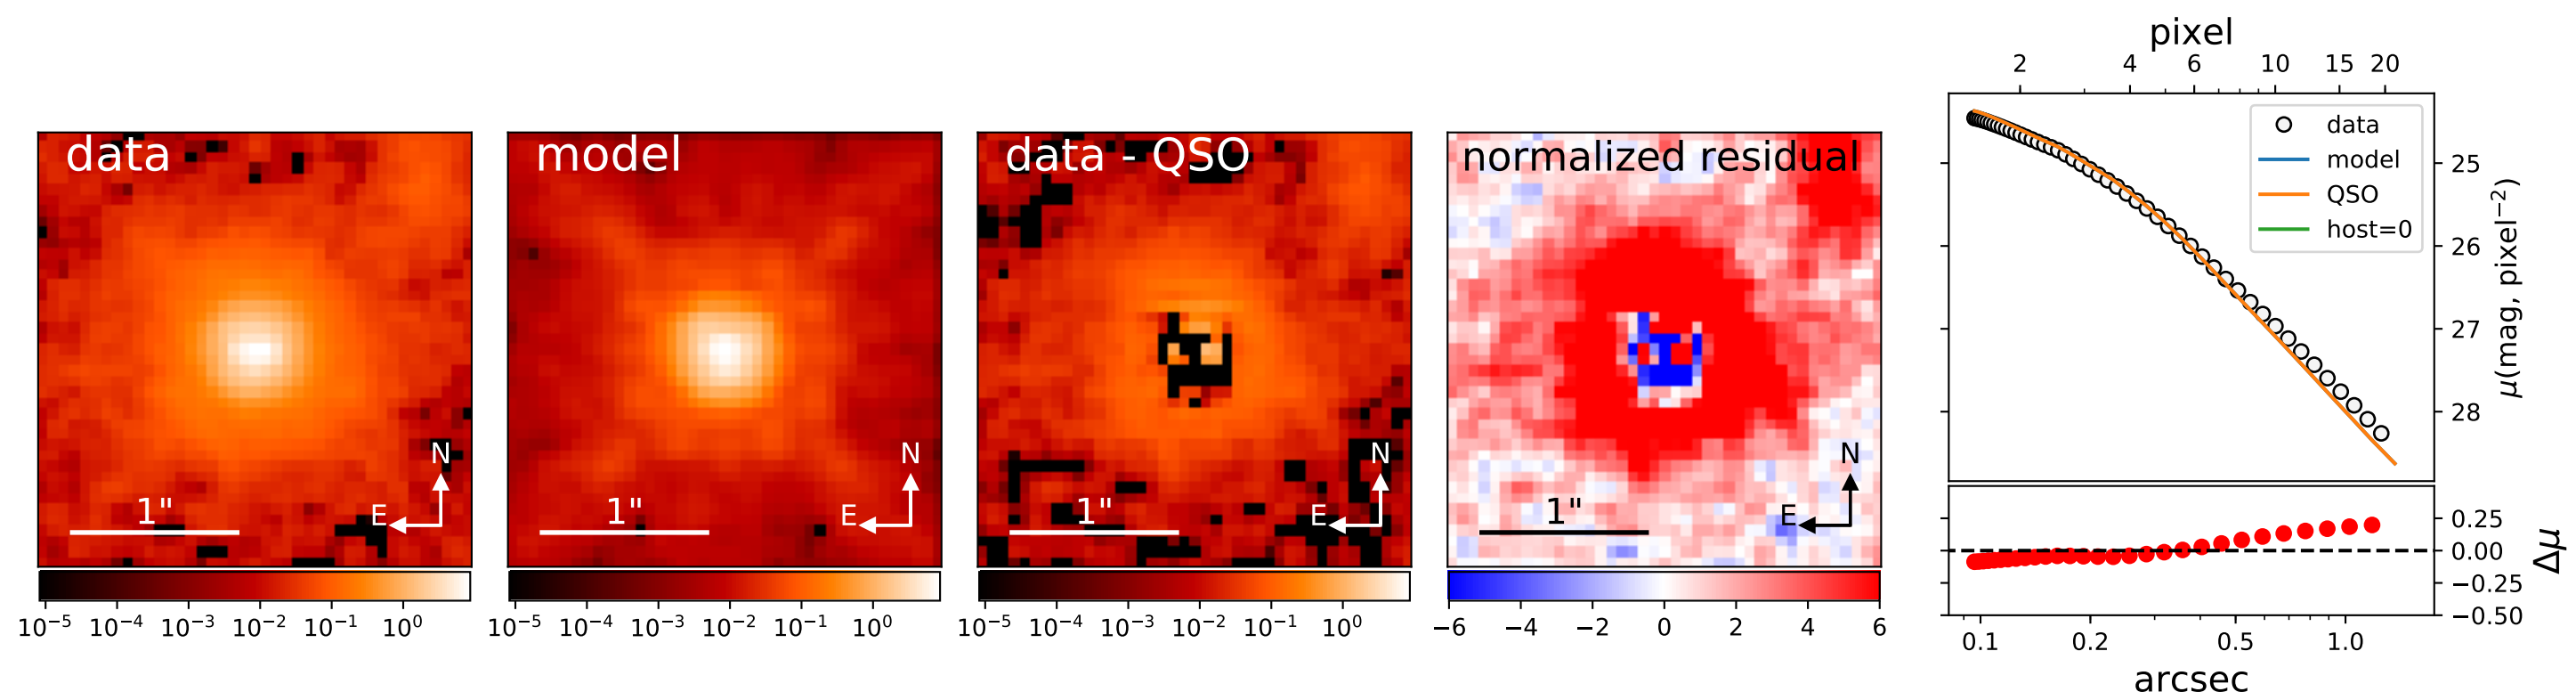 data
N
E
1"
10⁻⁵ 10⁻⁴ 10⁻³ 10⁻² 10⁻¹ 10⁰
model
N
E
1"
10⁻⁵ 10⁻⁴ 10⁻³ 10⁻² 10⁻¹ 10⁰
data - QSO
N
E
1"
10⁻⁵ 10⁻⁴ 10⁻³ 10⁻² 10⁻¹ 10⁰
normalized residual
N
E
1"
−6 −4 −2 0 2 4 6
pixel
2 4 6 10 15 20
data
model
QSO
host=0
25
26
27
28
μ(mag, pixel⁻²)
0.25
0.00
−0.25
−0.50
Δμ
0.1 0.2 0.5 1.0
arcsec